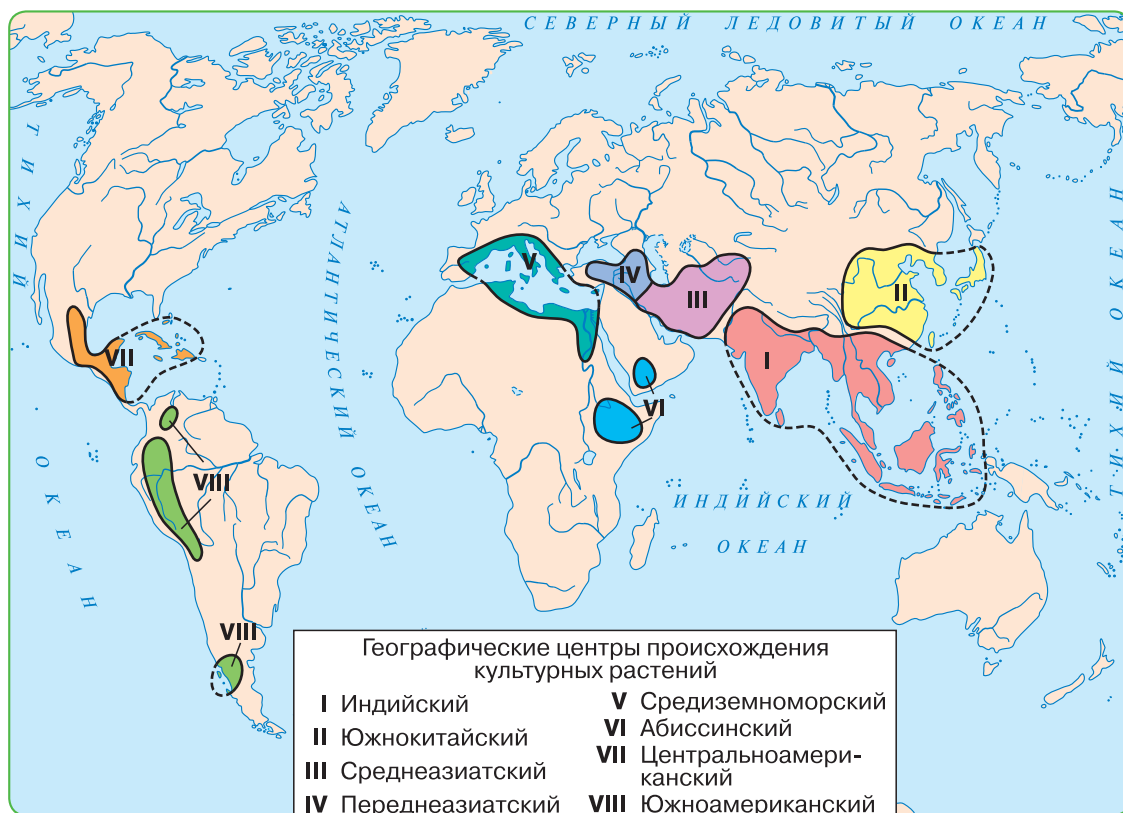 СЕВЕРНЫЙ ЛЕДОВИТЫЙ ОКЕАН
ТИХИЙ
ОКЕАН
АТЛАНТИЧЕСКИЙ ОКЕАН
ТИХИЙ ОКЕАН
ИНДИЙСКИЙ
ОКЕАН
V
IV
III
II
I
VII
VI
VIII
VIII
Географические центры происхождения
культурных растений
I Индийский
II Южнокитайский
III Среднеазиатский
IV Переднеазиатский
V Средиземноморский
VI Абиссинский
VII Центральноамери-
канский
VIII Южноамериканский